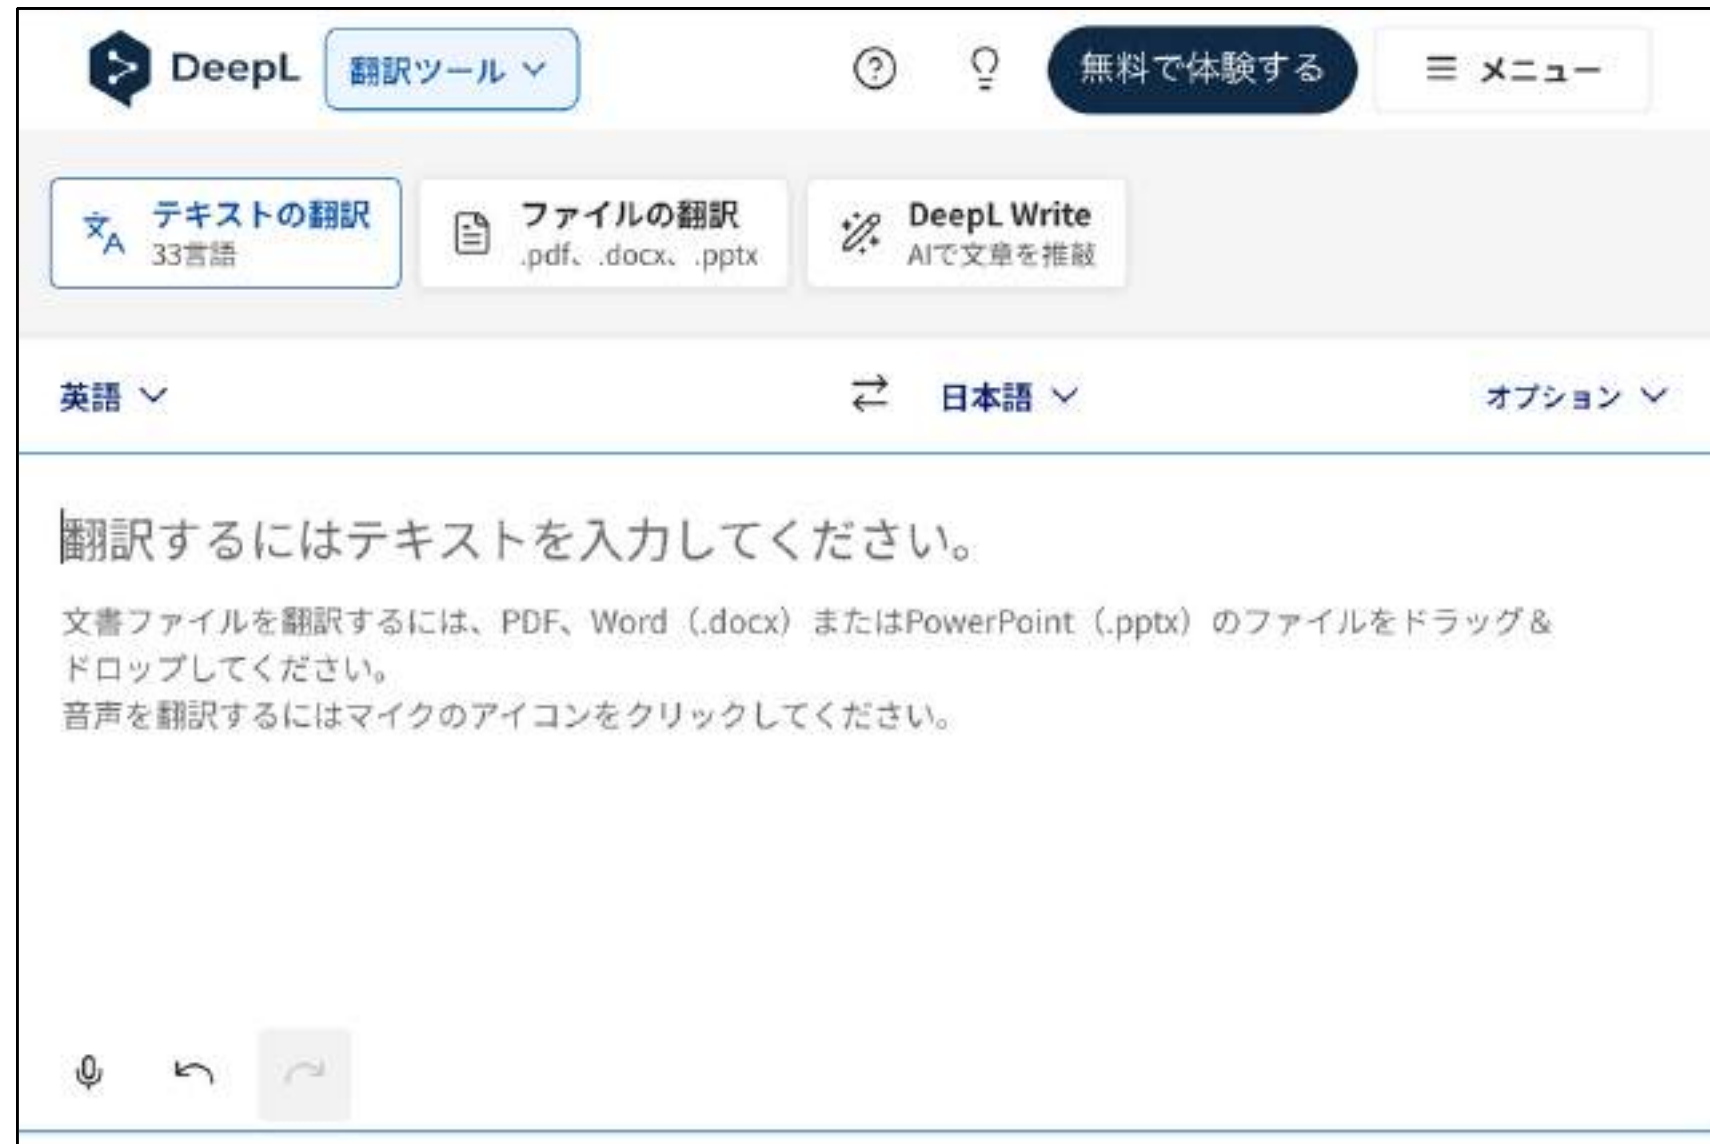 DeepL 翻訳ツール 無料で体験する メニュー
テキストの翻訳
33言語
ファイルの翻訳
.pdf、.docx、.pptx
DeepL Write
AIで文章を推敲
英語 日本語 オプション
翻訳するにはテキストを入力してください。
文書ファイルを翻訳するには、PDF、Word（.docx）またはPowerPoint（.pptx）のファイルをドラッグ＆
ドロップしてください。
音声を翻訳するにはマイクのアイコンをクリックしてください。